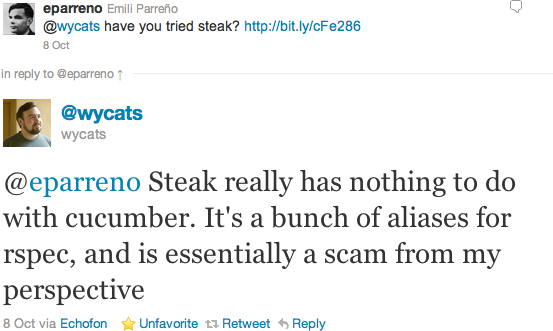 eparreno Emili Parreño
@wycats have you tried steak? http://bit.ly/cFe286
8 Oct
in reply to @eparreno ↑
@wycats
wycats
@eparreno Steak really has nothing to do
with cucumber. It's a bunch of aliases for
rspec, and is essentially a scam from my
perspective
8 Oct via Echofon Unfavorite Retweet Reply